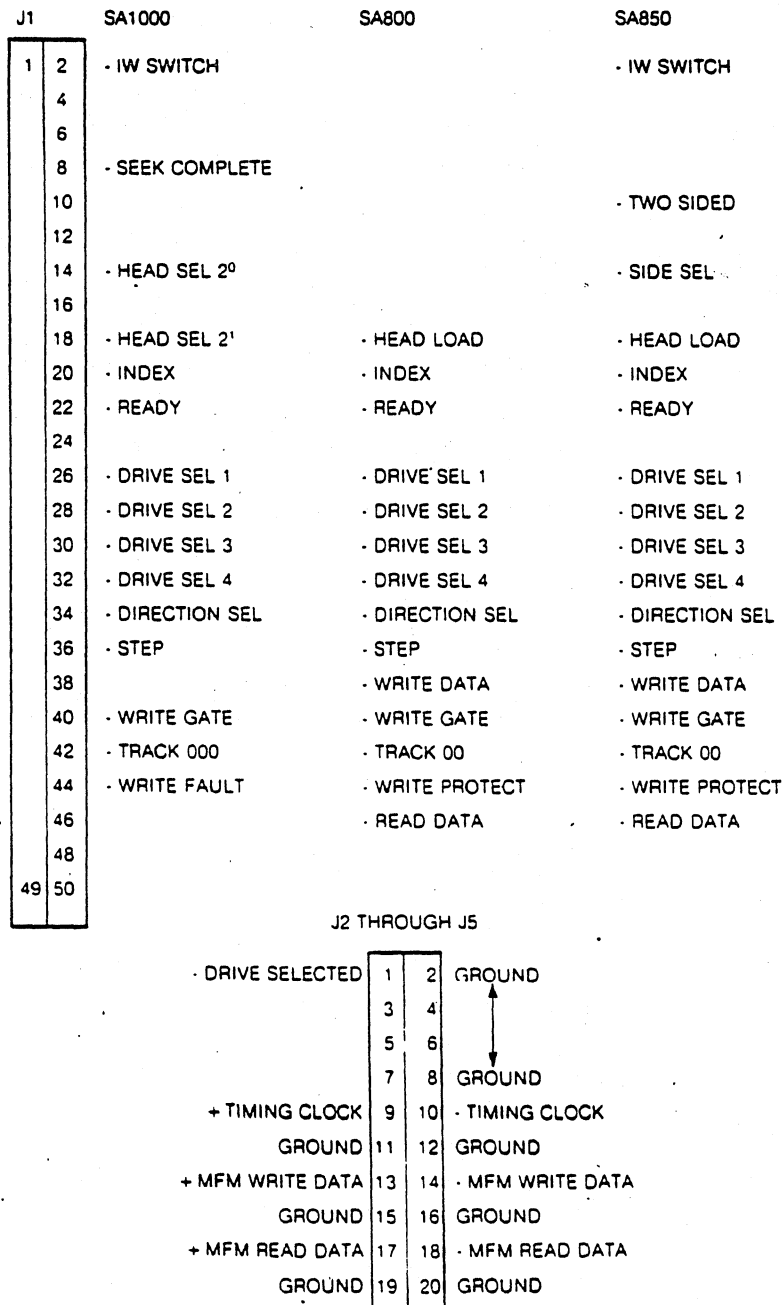 J1 SA1000 SA800 SA850
1 2 - IW SWITCH - IW SWITCH
4
6
8 - SEEK COMPLETE
10 - TWO SIDED
12
14 - HEAD SEL 2⁰ - SIDE SEL
16
18 - HEAD SEL 2¹ - HEAD LOAD - HEAD LOAD
20 - INDEX - INDEX - INDEX
22 - READY - READY - READY
24
26 - DRIVE SEL 1 - DRIVE SEL 1 - DRIVE SEL 1
28 - DRIVE SEL 2 - DRIVE SEL 2 - DRIVE SEL 2
30 - DRIVE SEL 3 - DRIVE SEL 3 - DRIVE SEL 3
32 - DRIVE SEL 4 - DRIVE SEL 4 - DRIVE SEL 4
34 - DIRECTION SEL - DIRECTION SEL - DIRECTION SEL
36 - STEP - STEP - STEP
38 - WRITE DATA - WRITE DATA
40 - WRITE GATE - WRITE GATE - WRITE GATE
42 - TRACK 000 - TRACK 00 - TRACK 00
44 - WRITE FAULT - WRITE PROTECT - WRITE PROTECT
46 - READ DATA - READ DATA
48
49 50
J2 THROUGH J5
- DRIVE SELECTED 1 2 GROUND
3 4
5 6
7 8 GROUND
+ TIMING CLOCK 9 10 - TIMING CLOCK
GROUND 11 12 GROUND
+ MFM WRITE DATA 13 14 - MFM WRITE DATA
GROUND 15 16 GROUND
+ MFM READ DATA 17 18 - MFM READ DATA
GROUND 19 20 GROUND